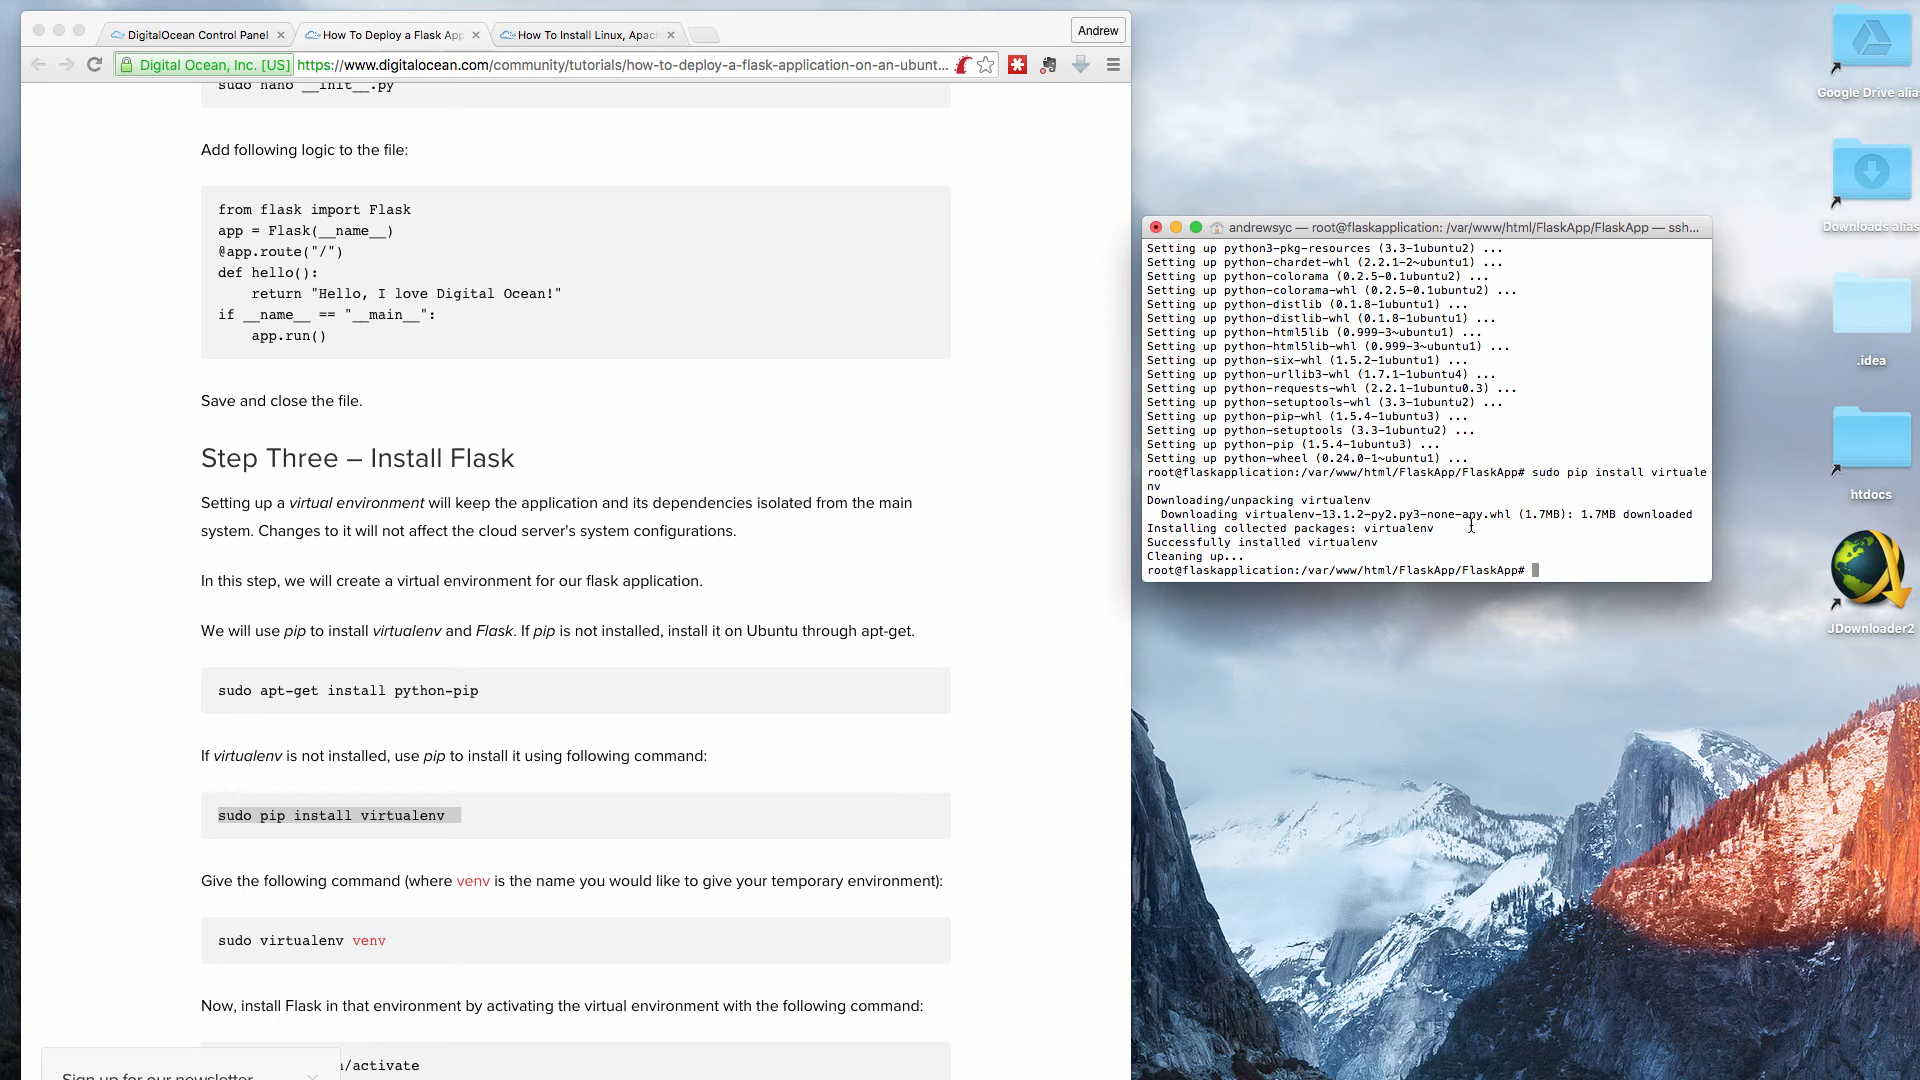 DigitalOcean Control Panel
How To Deploy a Flask App
How To Install Linux, Apac
Andrew
Digital Ocean, Inc. [US] https://www.digitalocean.com/community/tutorials/how-to-deploy-a-flask-application-on-an-ubunt...
sudo nano __init__.py
Add following logic to the file:
from flask import Flask
app = Flask(__name__)
@app.route("/")
def hello():
    return "Hello, I love Digital Ocean!"
if __name__ == "__main__":
    app.run()
Save and close the file.
Step Three – Install Flask
Setting up a virtual environment will keep the application and its dependencies isolated from the main
system. Changes to it will not affect the cloud server's system configurations.
In this step, we will create a virtual environment for our flask application.
We will use pip to install virtualenv and Flask. If pip is not installed, install it on Ubuntu through apt-get.
sudo apt-get install python-pip
If virtualenv is not installed, use pip to install it using following command:
sudo pip install virtualenv
Give the following command (where venv is the name you would like to give your temporary environment):
sudo virtualenv venv
Now, install Flask in that environment by activating the virtual environment with the following command:
/activate
Sign up for our newsletter
andrewsyc — root@flaskapplication: /var/www/html/FlaskApp/FlaskApp — ssh...
Setting up python3-pkg-resources (3.3-1ubuntu2) ...
Setting up python-chardet-whl (2.2.1-2~ubuntu1) ...
Setting up python-colorama (0.2.5-0.1ubuntu2) ...
Setting up python-colorama-whl (0.2.5-0.1ubuntu2) ...
Setting up python-distlib (0.1.8-1ubuntu1) ...
Setting up python-distlib-whl (0.1.8-1ubuntu1) ...
Setting up python-html5lib (0.999-3~ubuntu1) ...
Setting up python-html5lib-whl (0.999-3~ubuntu1) ...
Setting up python-six-whl (1.5.2-1ubuntu1) ...
Setting up python-urllib3-whl (1.7.1-1ubuntu4) ...
Setting up python-requests-whl (2.2.1-1ubuntu0.3) ...
Setting up python-setuptools-whl (3.3-1ubuntu2) ...
Setting up python-pip-whl (1.5.4-1ubuntu3) ...
Setting up python-setuptools (3.3-1ubuntu2) ...
Setting up python-pip (1.5.4-1ubuntu3) ...
Setting up python-wheel (0.24.0-1~ubuntu1) ...
root@flaskapplication:/var/www/html/FlaskApp/FlaskApp# sudo pip install virtuale
nv
Downloading/unpacking virtualenv
  Downloading virtualenv-13.1.2-py2.py3-none-any.whl (1.7MB): 1.7MB downloaded
Installing collected packages: virtualenv
Successfully installed virtualenv
Cleaning up...
root@flaskapplication:/var/www/html/FlaskApp/FlaskApp#
Google Drive alia
Downloads alias
.idea
htdocs
JDownloader2